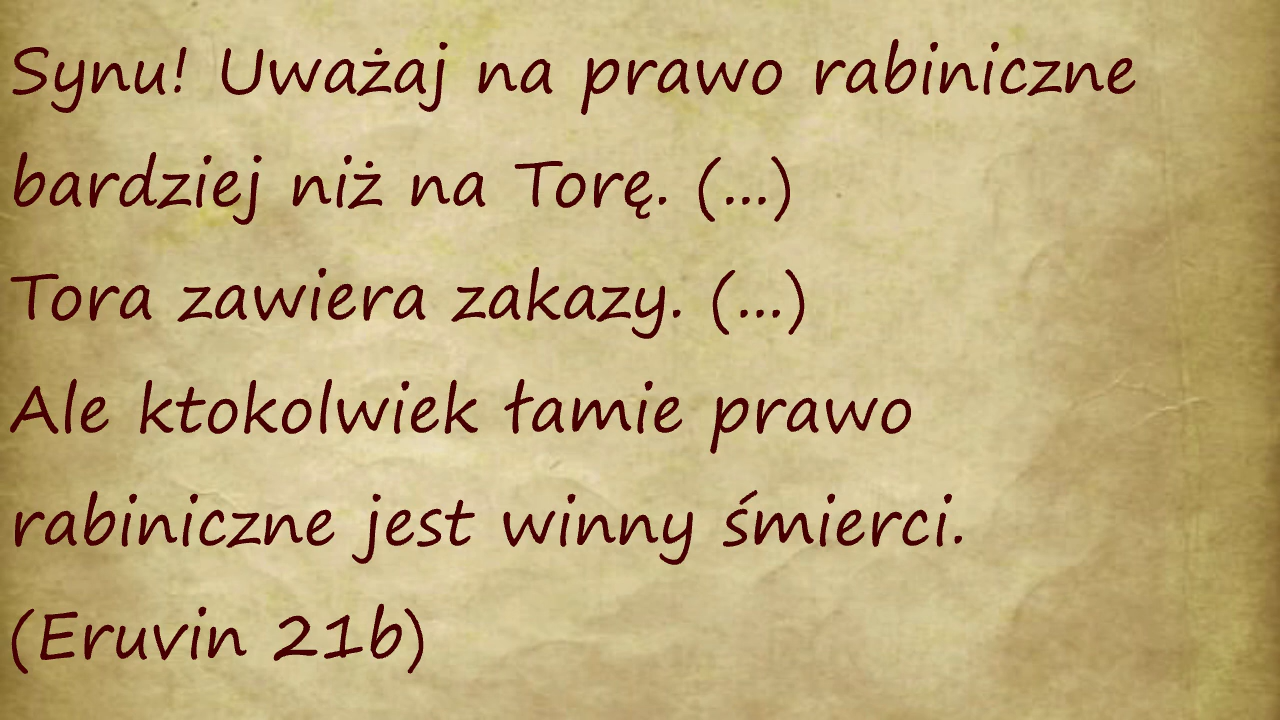 Synu! Uważaj na prawo rabiniczne
bardziej niż na Torę. (...)
Tora zawiera zakazy. (...)
Ale ktokolwiek łamie prawo
rabiniczne jest winny śmierci.
(Eruvin 21b)